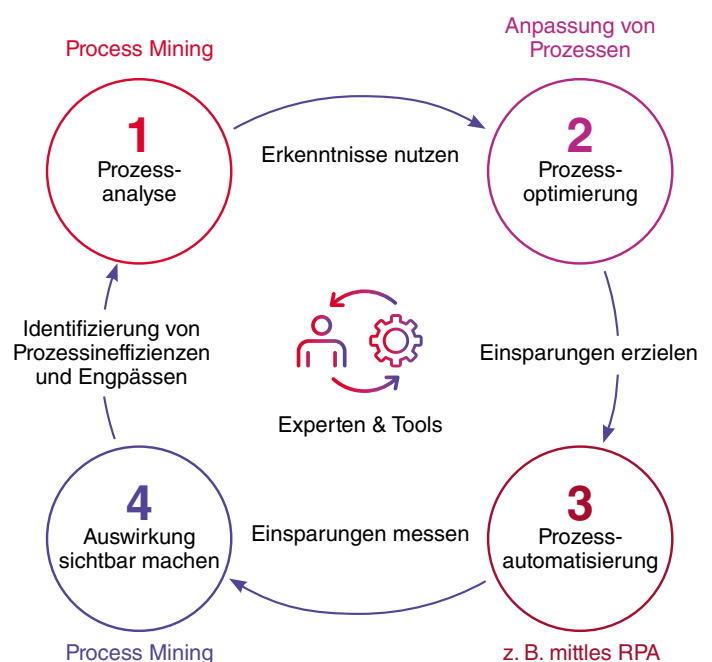 Process Mining
1
Prozess-
analyse
Erkenntnisse nutzen
Anpassung von
Prozessen
2
Prozess-
optimierung
Einsparungen erzielen
3
Prozess-
automatisierung
z. B. mittles RPA
Einsparungen messen
4
Auswirkung
sichtbar machen
Process Mining
Identifizierung von
Prozessineffizienzen
und Engpässen
Experten & Tools